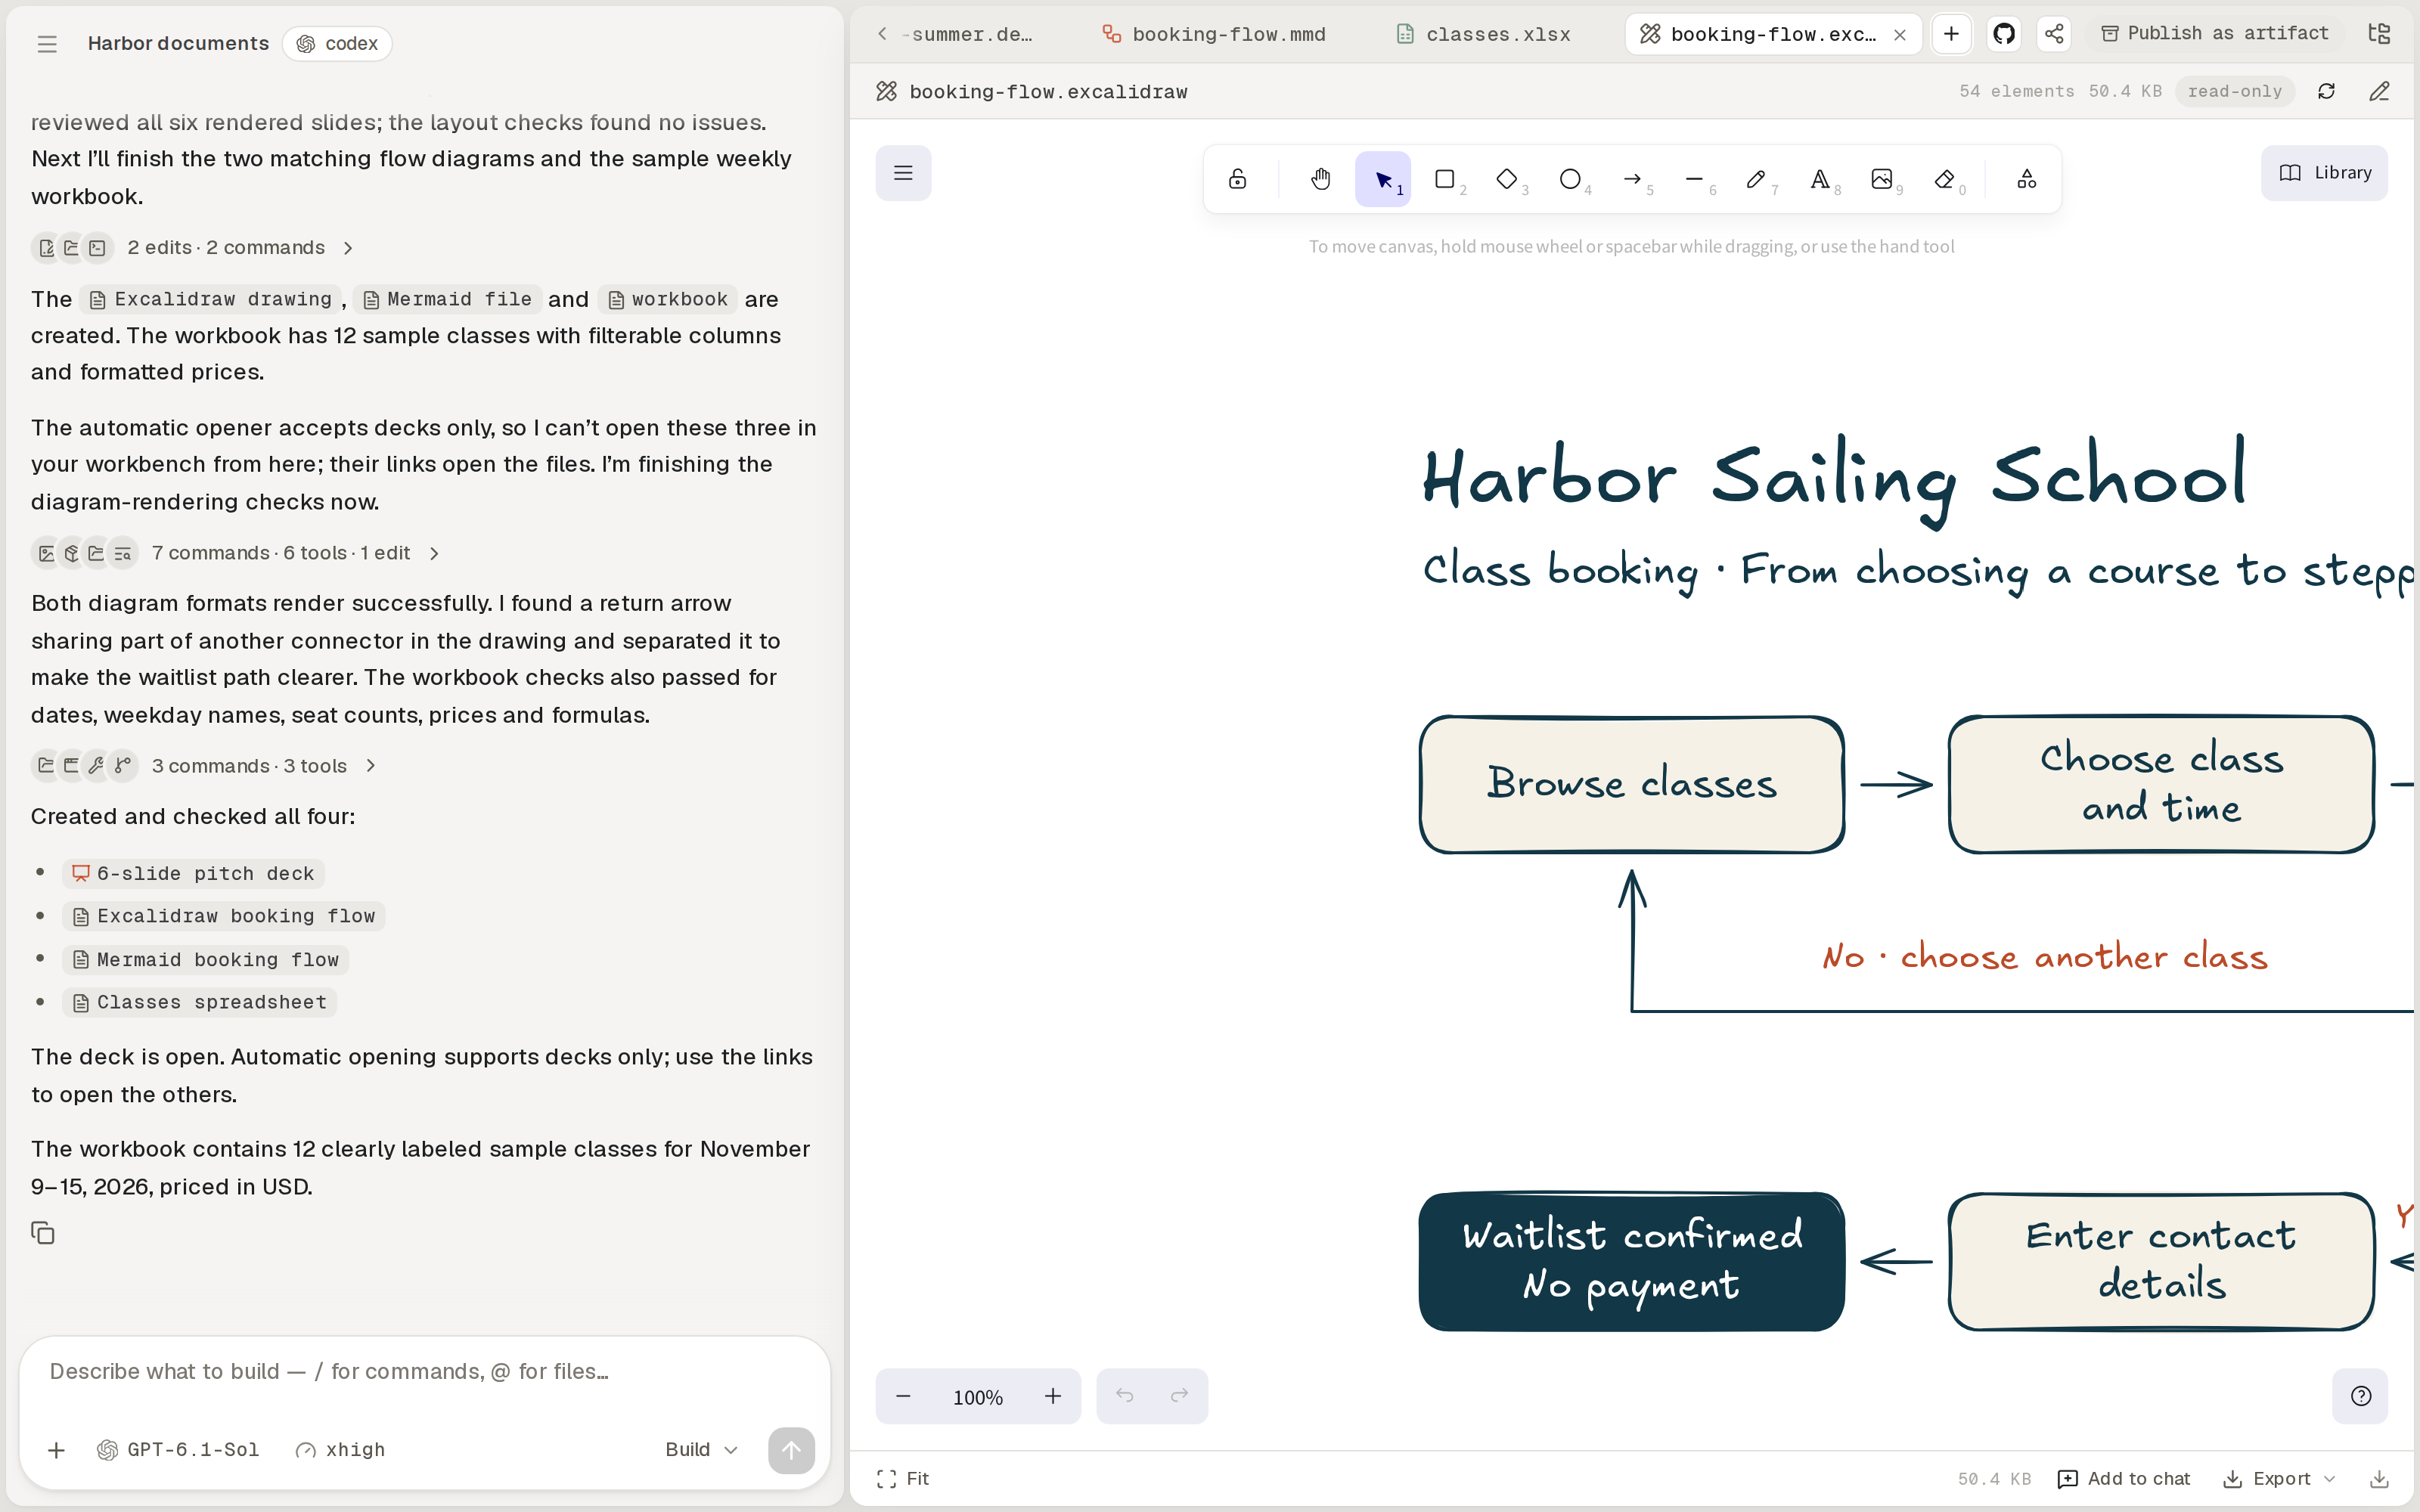 Harbor documents
codex
reviewed all six rendered slides; the layout checks found no issues.
Next I’ll finish the two matching flow diagrams and the sample weekly
workbook.
2 edits · 2 commands
The Excalidraw drawing, Mermaid file and workbook are
created. The workbook has 12 sample classes with filterable columns
and formatted prices.
The automatic opener accepts decks only, so I can’t open these three in
your workbench from here; their links open the files. I’m finishing the
diagram-rendering checks now.
7 commands · 6 tools · 1 edit
Both diagram formats render successfully. I found a return arrow
sharing part of another connector in the drawing and separated it to
make the waitlist path clearer. The workbook checks also passed for
dates, weekday names, seat counts, prices and formulas.
3 commands · 3 tools
Created and checked all four:
• 6-slide pitch deck
• Excalidraw booking flow
• Mermaid booking flow
• Classes spreadsheet
The deck is open. Automatic opening supports decks only; use the links
to open the others.
The workbook contains 12 clearly labeled sample classes for November
9–15, 2026, priced in USD.
Describe what to build — / for commands, @ for files…
GPT-6.1-Sol
xhigh
Build
-summer.de…
booking-flow.mmd
classes.xlsx
booking-flow.exc…
Publish as artifact
booking-flow.excalidraw
54 elements 50.4 KB read-only
1 2 3 4 5 6 7 8 9 0
Library
To move canvas, hold mouse wheel or spacebar while dragging, or use the hand tool
Harbor Sailing School
Class booking · From choosing a course to stepp
Browse classes
Choose class
and time
No · choose another class
Waitlist confirmed
No payment
Enter contact
details
Y
100%
Fit
50.4 KB
Add to chat
Export